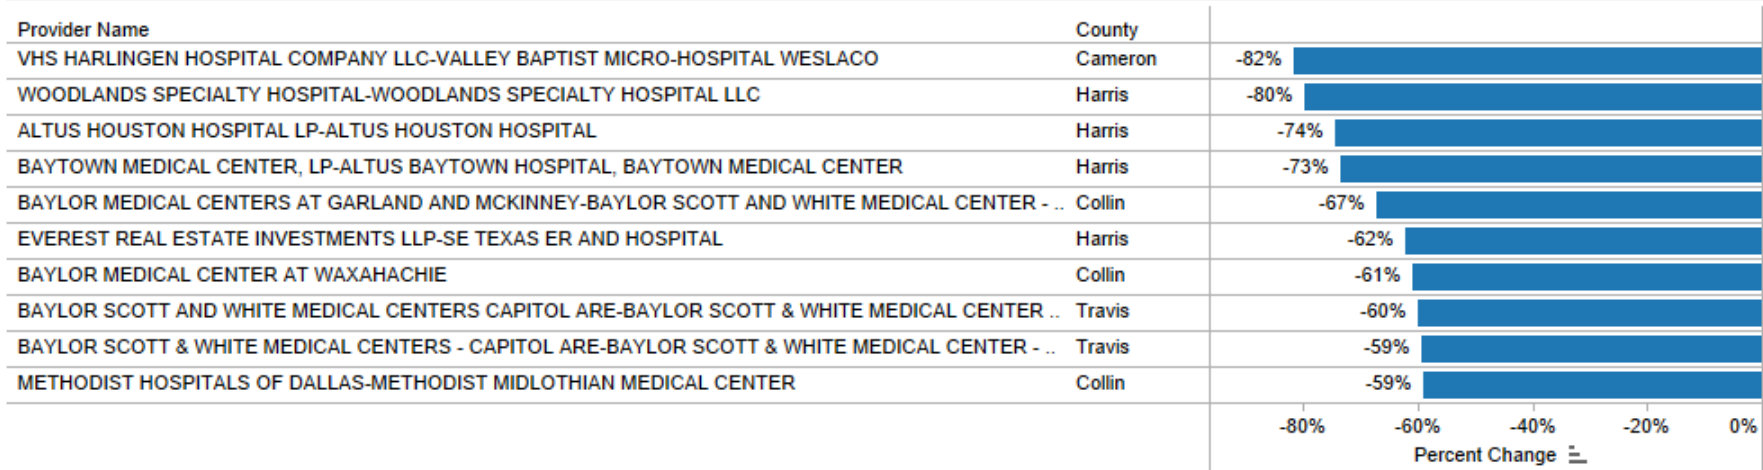 Provider Name County
VHS HARLINGEN HOSPITAL COMPANY LLC-VALLEY BAPTIST MICRO-HOSPITAL WESLACO Cameron -82%
WOODLANDS SPECIALTY HOSPITAL-WOODLANDS SPECIALTY HOSPITAL LLC Harris -80%
ALTUS HOUSTON HOSPITAL LP-ALTUS HOUSTON HOSPITAL Harris -74%
BAYTOWN MEDICAL CENTER, LP-ALTUS BAYTOWN HOSPITAL, BAYTOWN MEDICAL CENTER Harris -73%
BAYLOR MEDICAL CENTERS AT GARLAND AND MCKINNEY-BAYLOR SCOTT AND WHITE MEDICAL CENTER - .. Collin -67%
EVEREST REAL ESTATE INVESTMENTS LLP-SE TEXAS ER AND HOSPITAL Harris -62%
BAYLOR MEDICAL CENTER AT WAXAHACHIE Collin -61%
BAYLOR SCOTT AND WHITE MEDICAL CENTERS CAPITOL ARE-BAYLOR SCOTT & WHITE MEDICAL CENTER .. Travis -60%
BAYLOR SCOTT & WHITE MEDICAL CENTERS - CAPITOL ARE-BAYLOR SCOTT & WHITE MEDICAL CENTER - .. Travis -59%
METHODIST HOSPITALS OF DALLAS-METHODIST MIDLOTHIAN MEDICAL CENTER Collin -59%
-80% -60% -40% -20% 0%
Percent Change